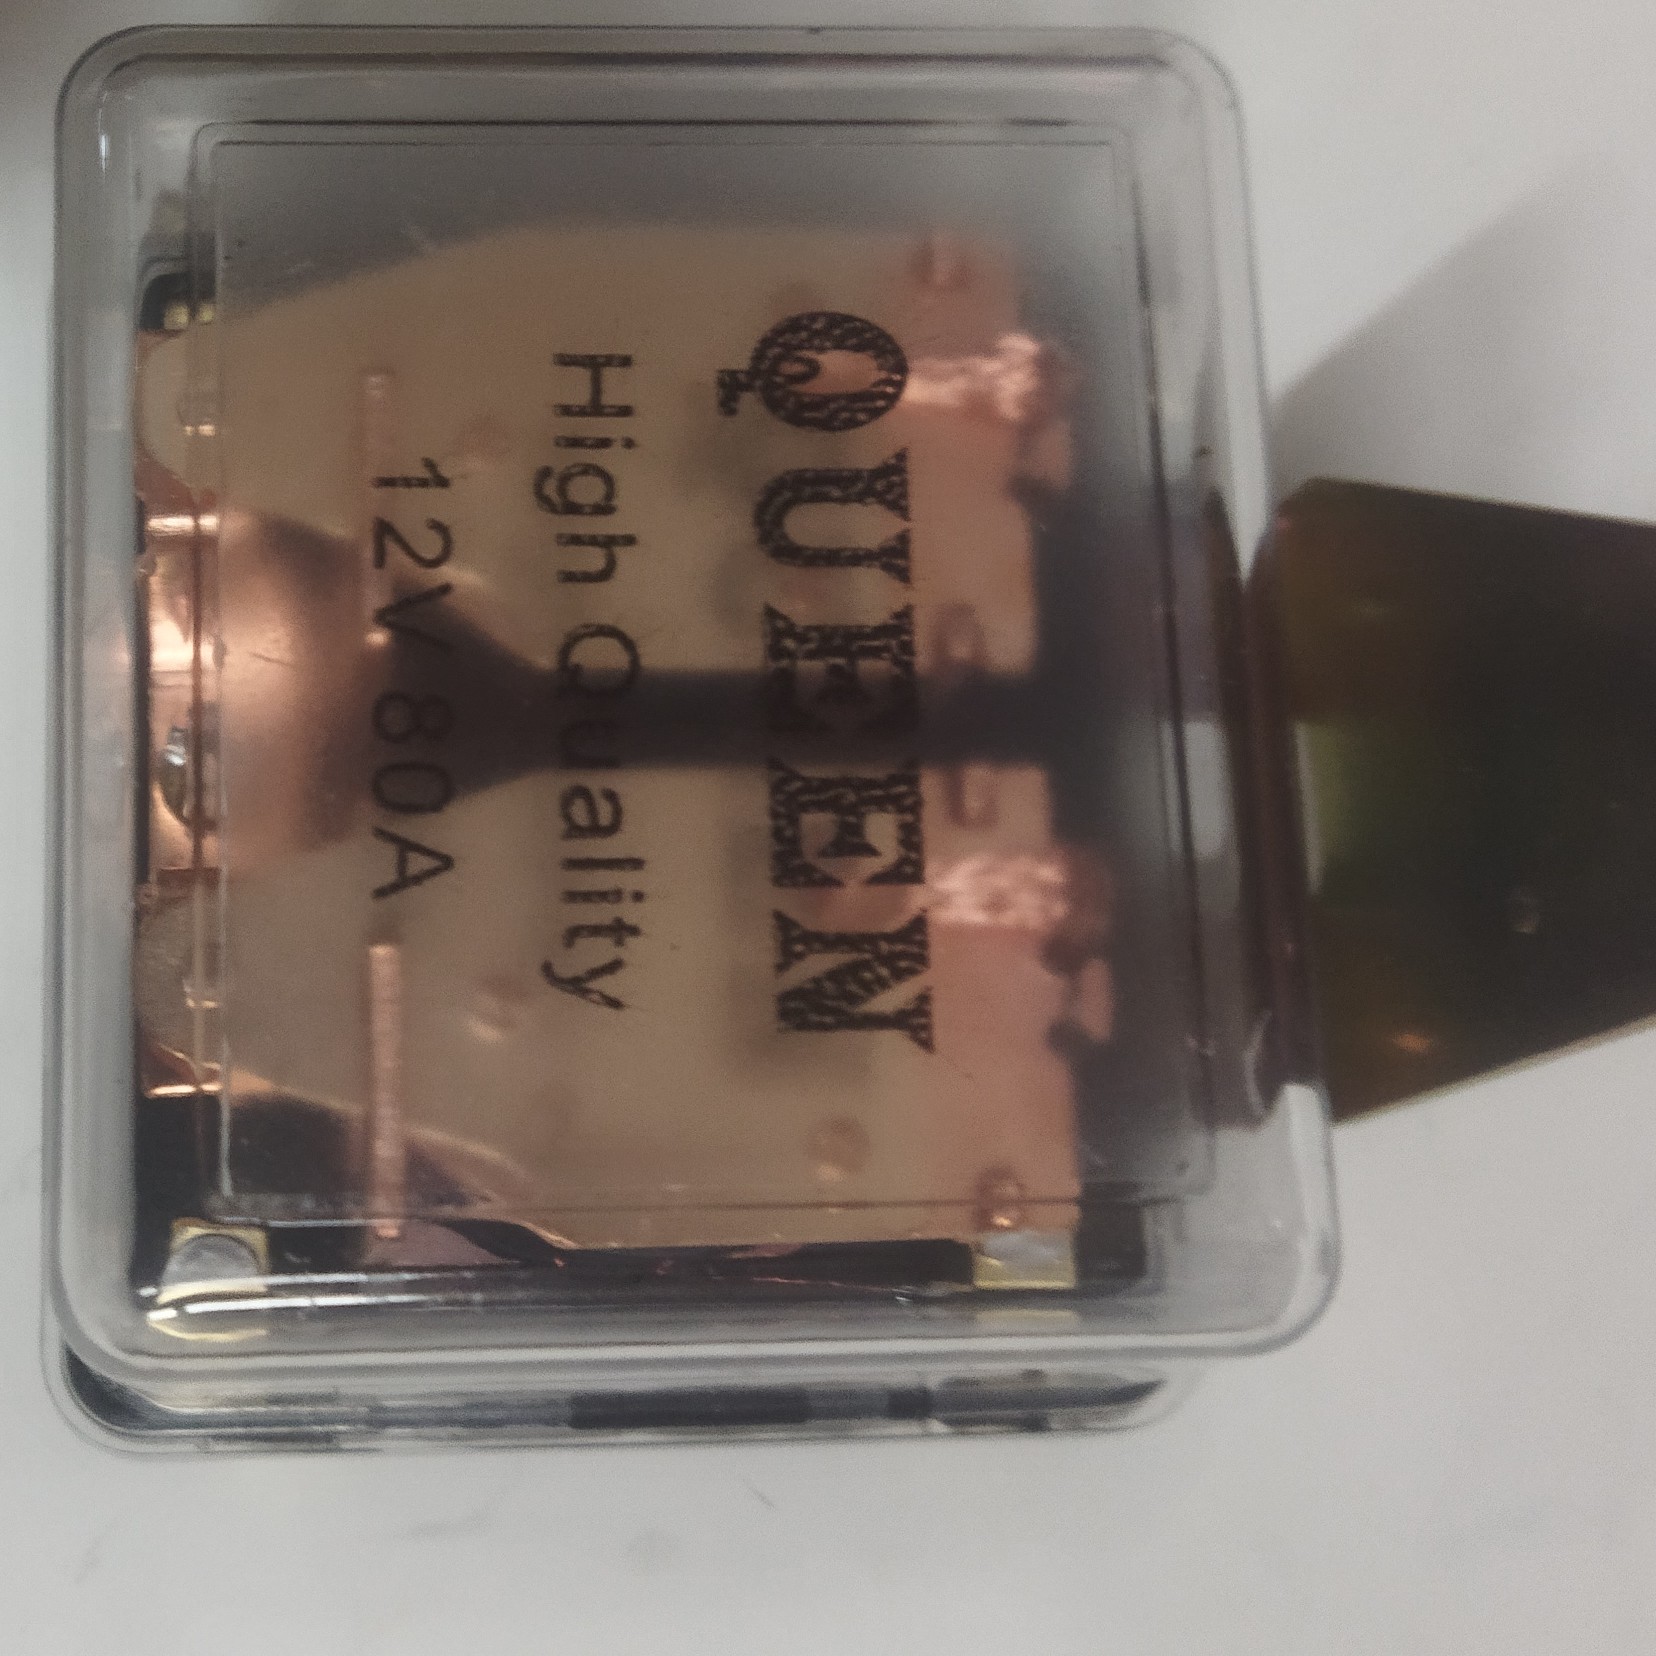 QUEEN
High Quality
12V 80A